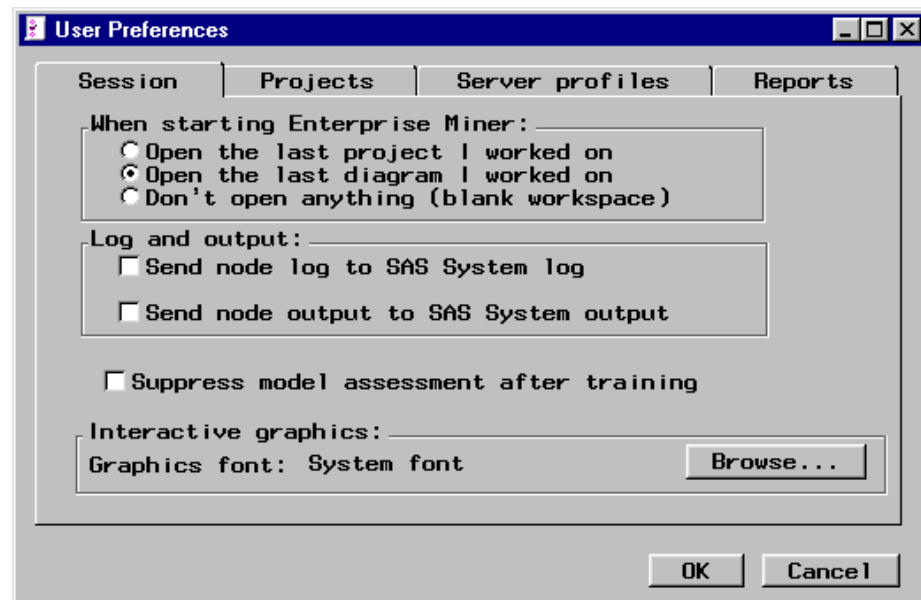 User Preferences
Session Projects Server profiles Reports
When starting Enterprise Miner:
Open the last project I worked on
Open the last diagram I worked on
Don't open anything (blank workspace)
Log and output:
Send node log to SAS System log
Send node output to SAS System output
Suppress model assessment after training
Interactive graphics:
Graphics font: System font Browse...
OK Cancel